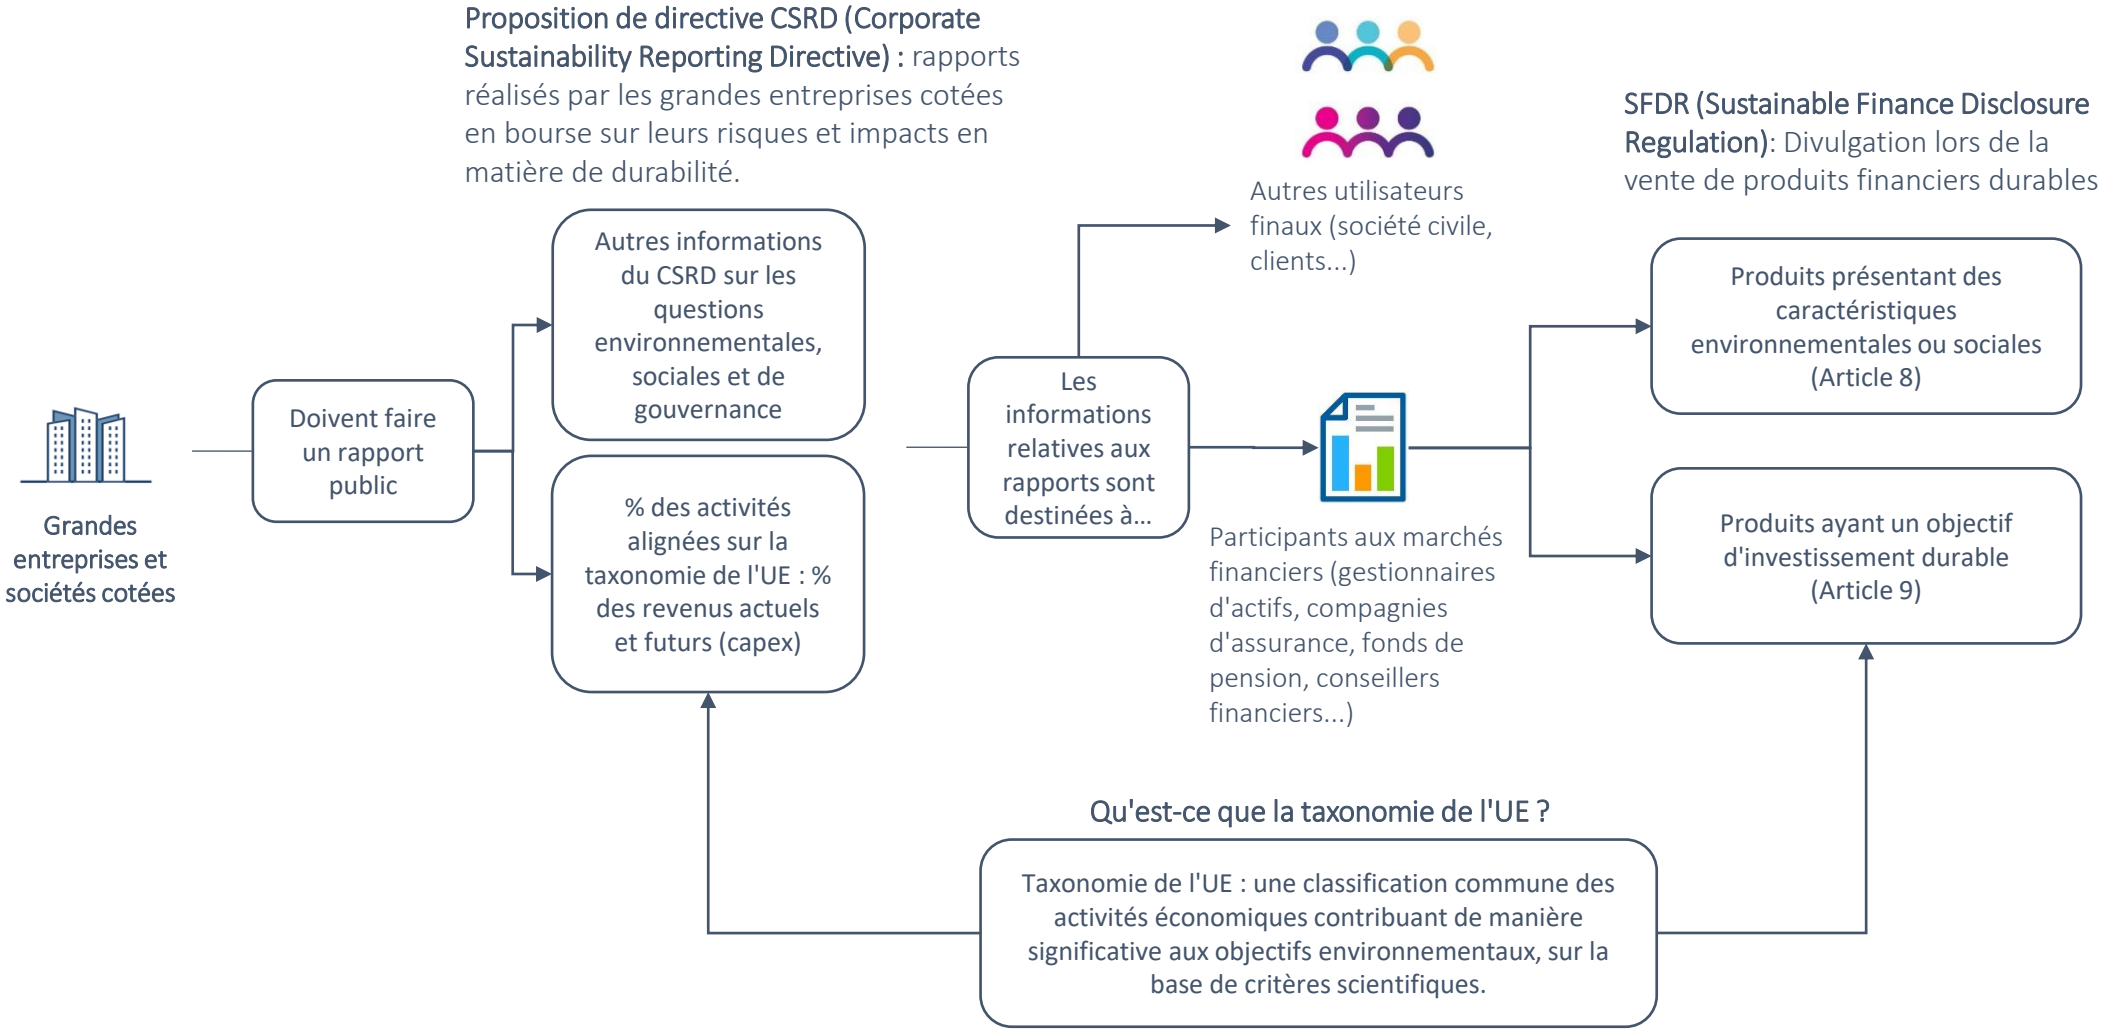 Proposition de directive CSRD (Corporate
Sustainability Reporting Directive) : rapports
réalisés par les grandes entreprises cotées
en bourse sur leurs risques et impacts en
matière de durabilité.
SFDR (Sustainable Finance Disclosure
Regulation): Divulgation lors de la
vente de produits financiers durables
Grandes
entreprises et
sociétés cotées
Doivent faire
un rapport
public
Autres informations
du CSRD sur les
questions
environnementales,
sociales et de
gouvernance
% des activités
alignées sur la
taxonomie de l'UE : %
des revenus actuels
et futurs (capex)
Les
informations
relatives aux
rapports sont
destinées à...
Autres utilisateurs
finaux (société civile,
clients...)
Participants aux marchés
financiers (gestionnaires
d'actifs, compagnies
d'assurance, fonds de
pension, conseillers
financiers...)
Produits présentant des
caractéristiques
environnementales ou sociales
(Article 8)
Produits ayant un objectif
d'investissement durable
(Article 9)
Qu'est-ce que la taxonomie de l'UE ?
Taxonomie de l'UE : une classification commune des
activités économiques contribuant de manière
significative aux objectifs environnementaux, sur la
base de critères scientifiques.